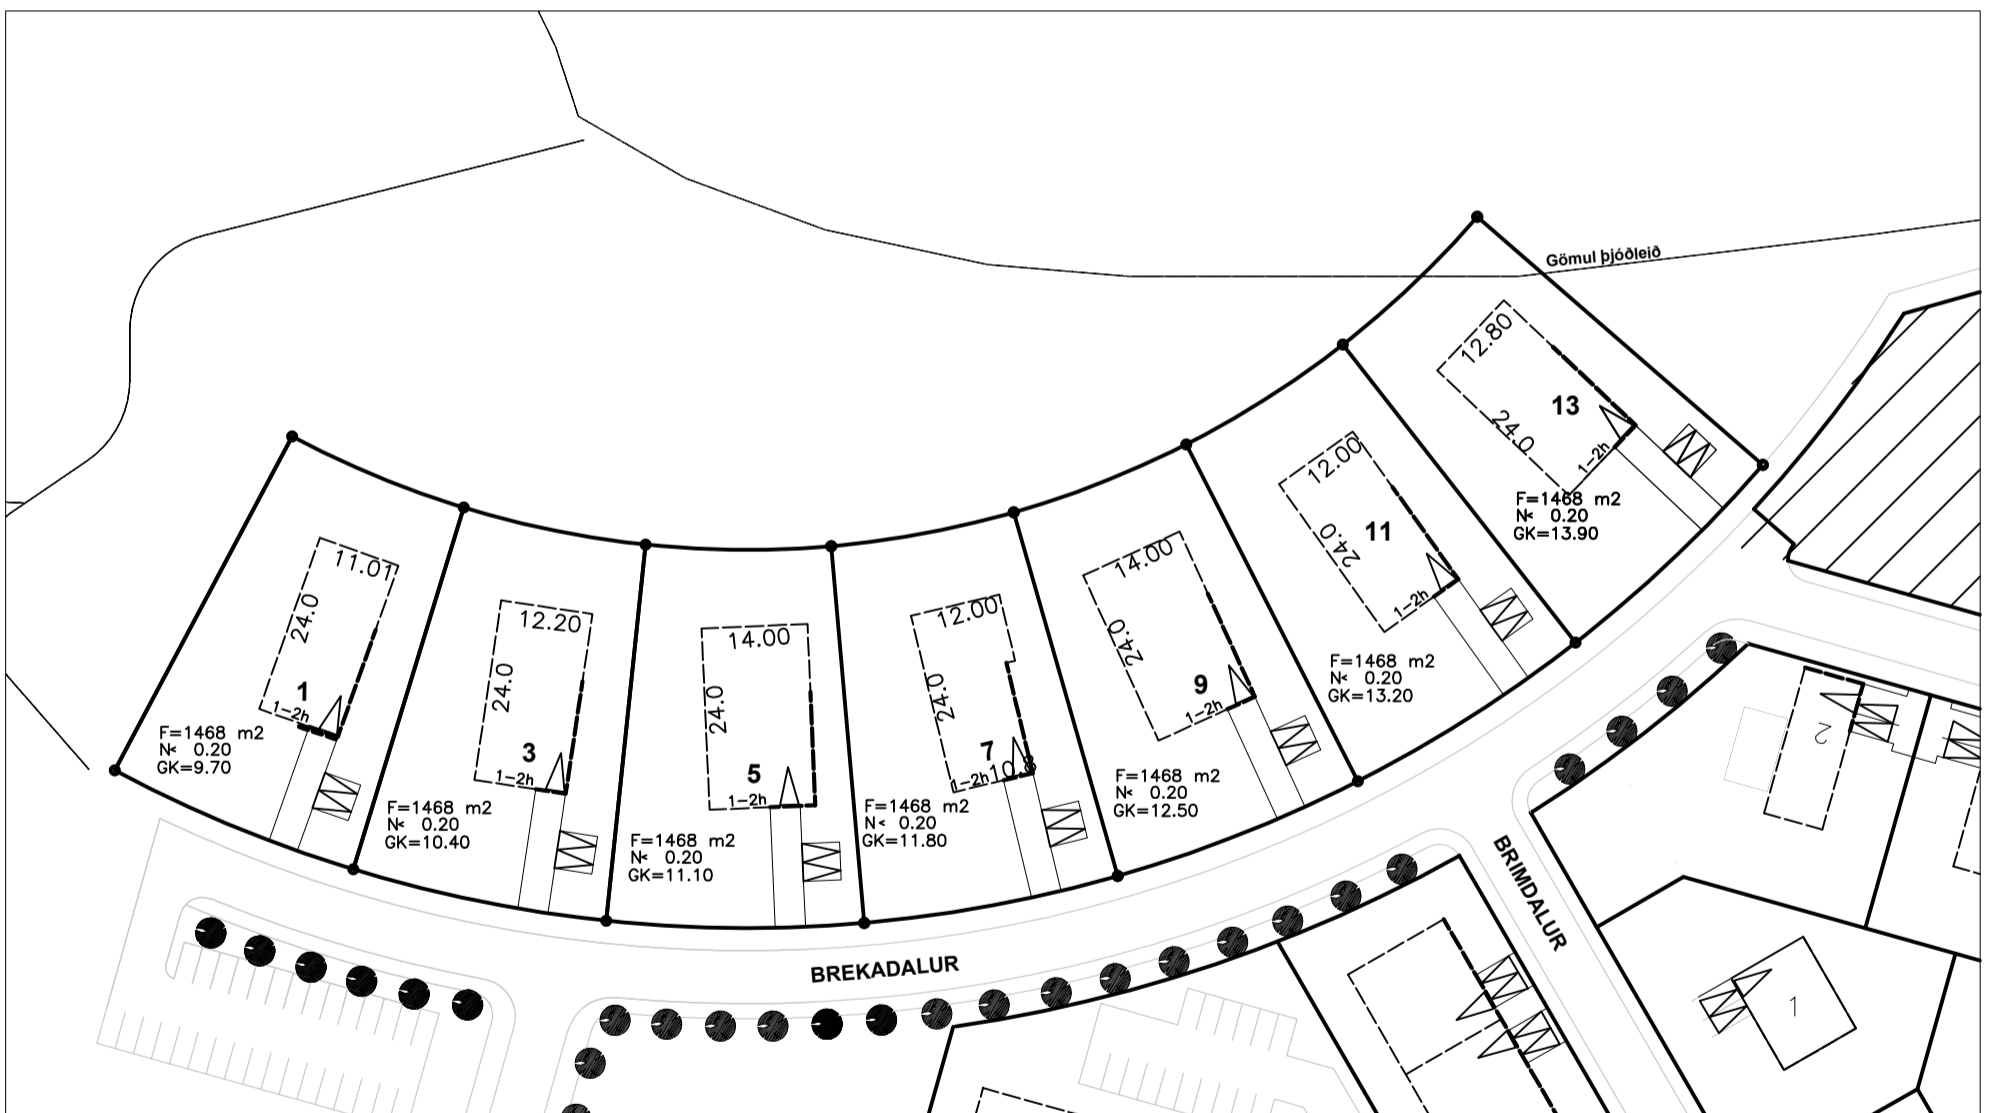 Gömul þjóðleið
12.80
24.0
13
1-2h
F=1468 m2
N< 0.20
GK=13.90
12.00
24.0
11
1-2h
F=1468 m2
N< 0.20
GK=13.20
14.00
24.0
9
1-2h
F=1468 m2
N< 0.20
GK=12.50
12.00
24.0
7
1-2h
F=1468 m2
N< 0.20
GK=11.80
14.00
24.0
5
1-2h
F=1468 m2
N< 0.20
GK=11.10
12.20
24.0
3
1-2h
F=1468 m2
N< 0.20
GK=10.40
11.01
24.0
1
1-2h
F=1468 m2
N< 0.20
GK=9.70
BREKADALUR
BRIMDALUR
2
1